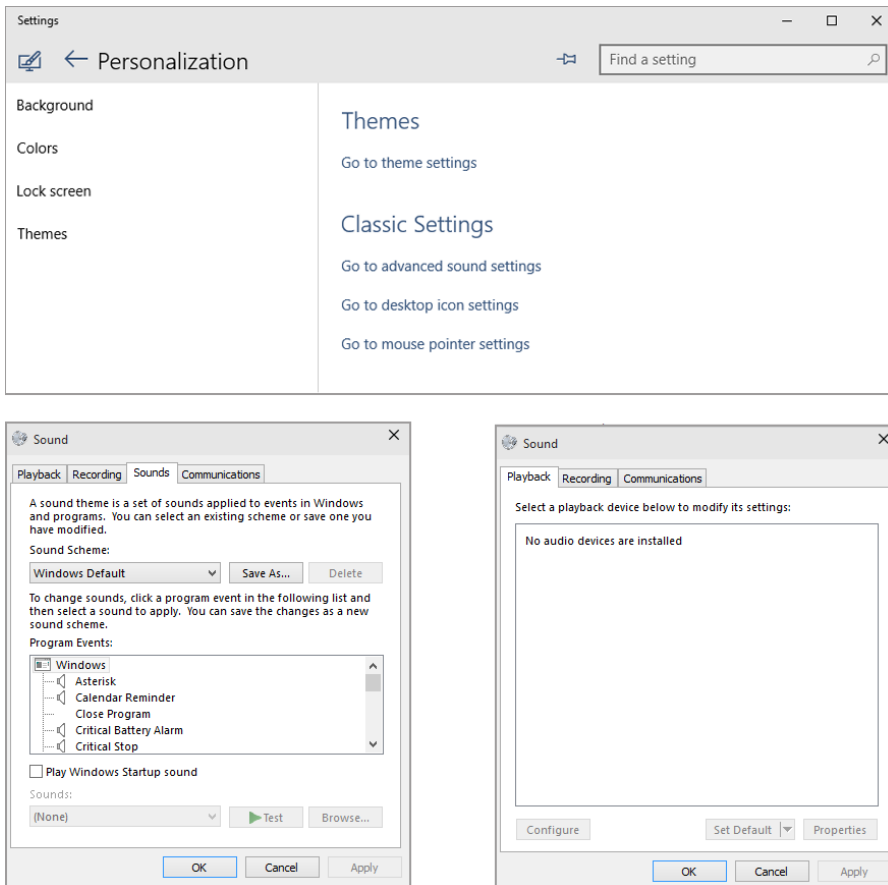 Settings
Personalization
Find a setting
Background
Colors
Lock screen
Themes
Themes
Go to theme settings
Classic Settings
Go to advanced sound settings
Go to desktop icon settings
Go to mouse pointer settings
Sound
Playback Recording Sounds Communications
A sound theme is a set of sounds applied to events in Windows
and programs. You can select an existing scheme or save one you
have modified.
Sound Scheme:
Windows Default Save As... Delete
To change sounds, click a program event in the following list and
then select a sound to apply. You can save the changes as a new
sound scheme.
Program Events:
Windows
Asterisk
Calendar Reminder
Close Program
Critical Battery Alarm
Critical Stop
Play Windows Startup sound
Sounds:
(None) Test Browse...
OK Cancel Apply
Sound
Playback Recording Communications
Select a playback device below to modify its settings:
No audio devices are installed
Configure Set Default Properties
OK Cancel Apply